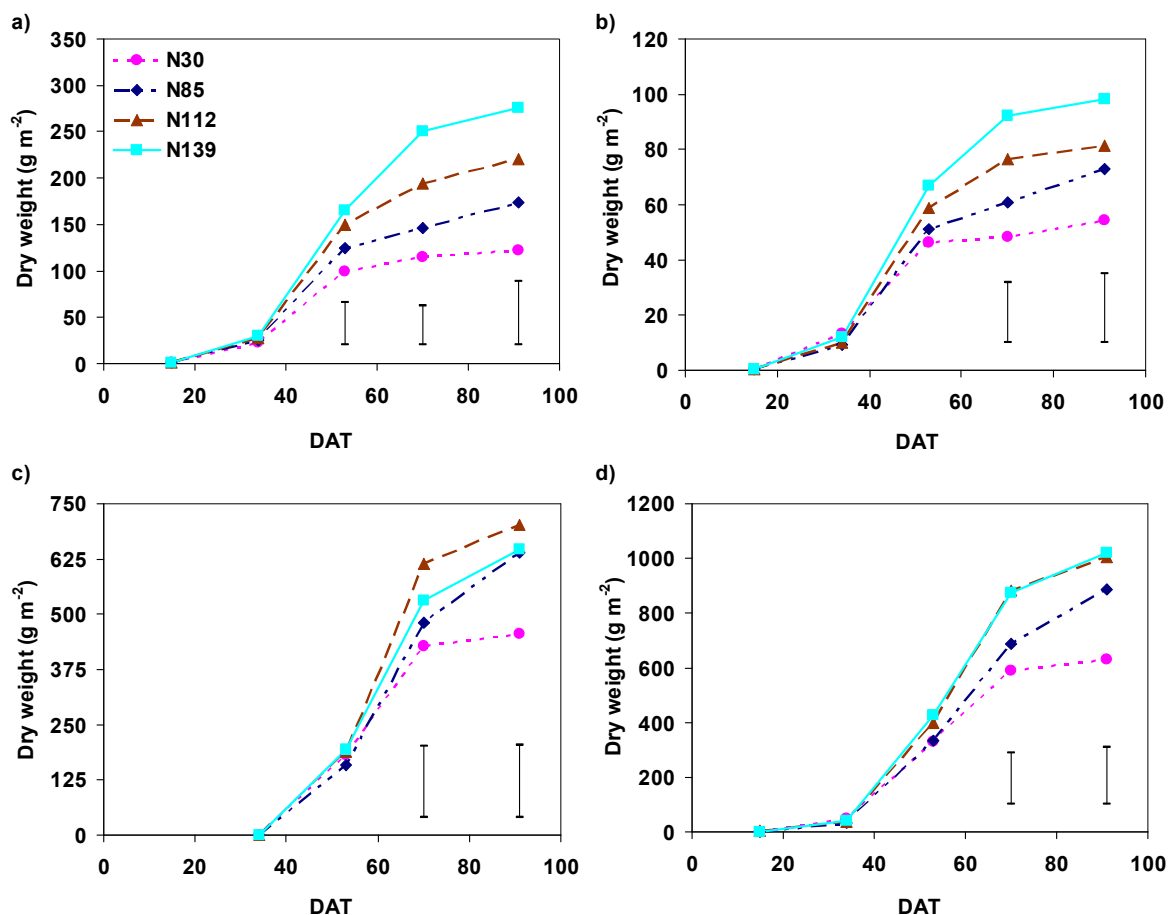 a)
350
300
250
200
150
100
50
0
Dry weight (g m-2)
N30
N85
N112
N139
0 20 40 60 80 100
DAT
b)
120
100
80
60
40
20
0
Dry weight (g m-2)
0 20 40 60 80 100
DAT
c)
750
625
500
375
250
125
0
Dry weight (g m-2)
0 20 40 60 80 100
DAT
d)
1200
1000
800
600
400
200
0
Dry weight (g m-2)
0 20 40 60 80 100
DAT